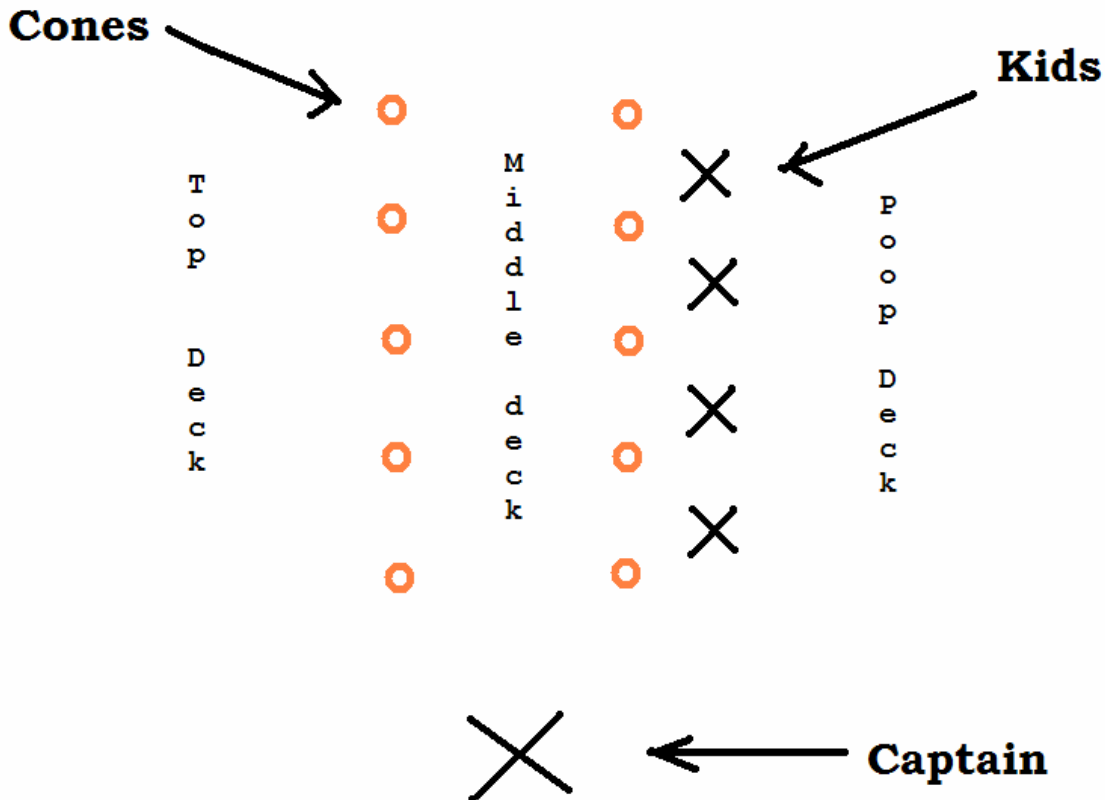 Cones
Kids
Top Deck
Middle deck
Poop Deck
Captain